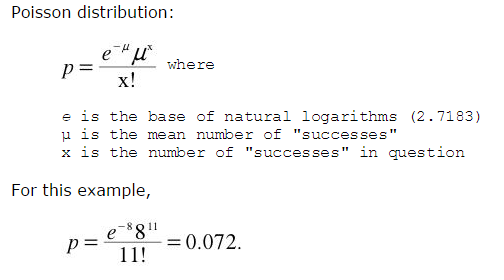 Poisson distribution:
p = e^{-μ} μ^x / x! where
e is the base of natural logarithms (2.7183)
μ is the mean number of "successes"
x is the number of "successes" in question
For this example,
p = e^{-8} 8^{11} / 11! = 0.072.